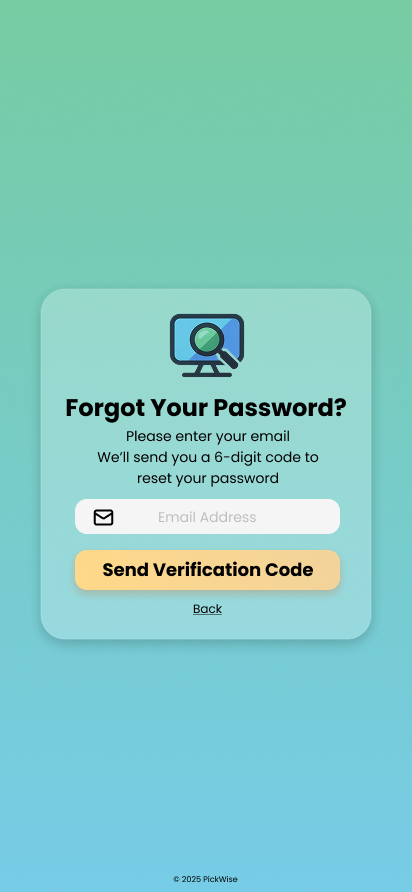 Forgot Your Password?
Please enter your email
We’ll send you a 6-digit code to
reset your password
Email Address
Send Verification Code
Back
© 2025 PickWise